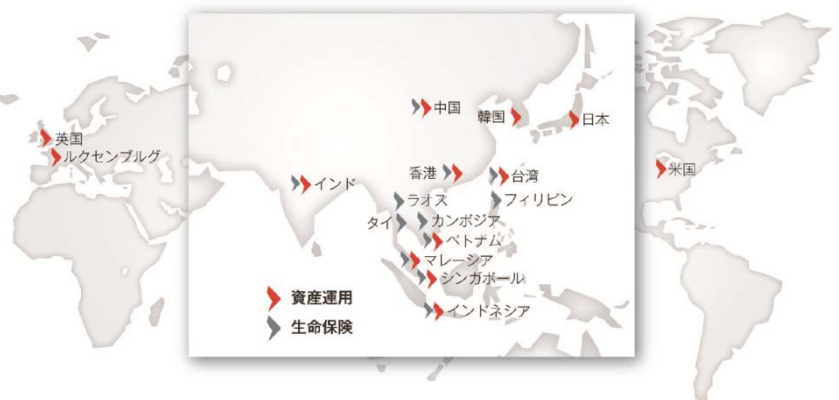 英国
ルクセンブルグ
中国
韓国
日本
香港
台湾
インド
ラオス
フィリピン
タイ
カンボジア
ベトナム
マレーシア
シンガポール
インドネシア
米国
資産運用
生命保険